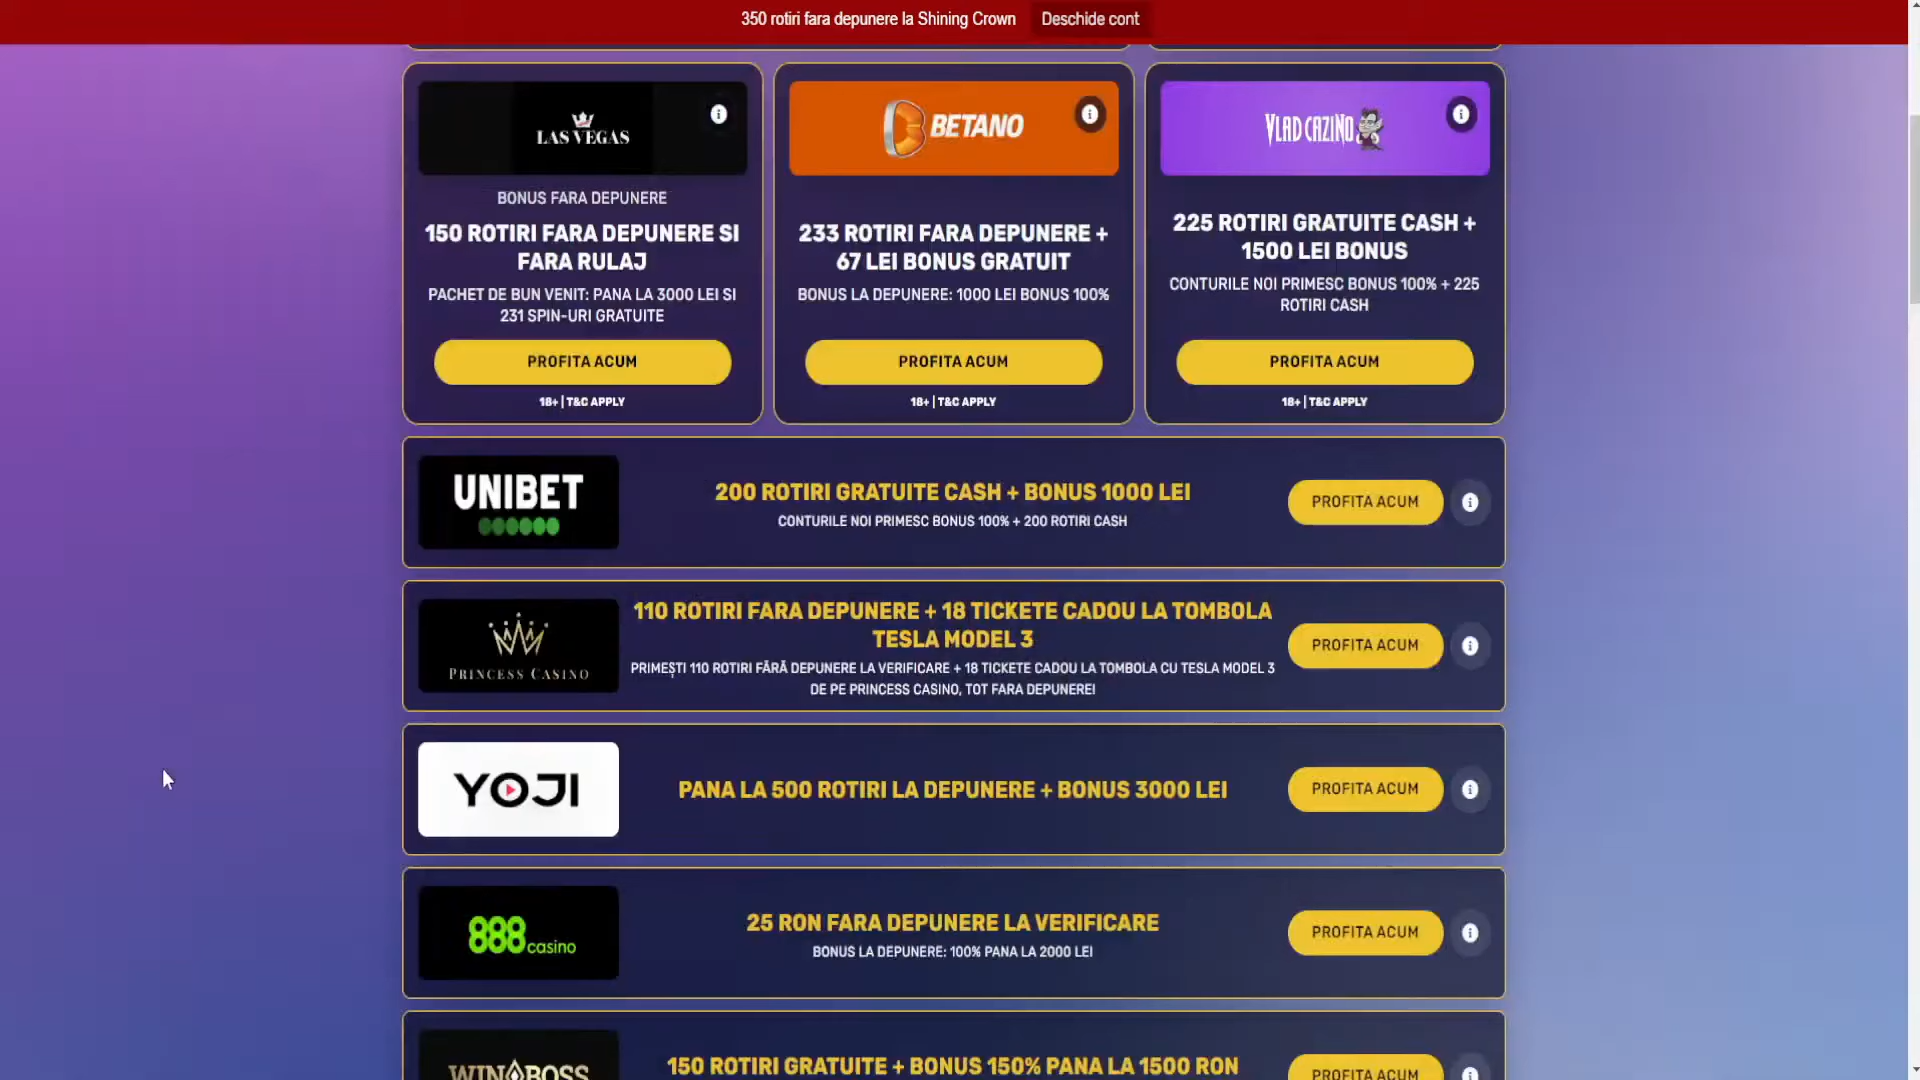 350 rotiri fara depunere la Shining Crown
Deschide cont
LAS VEGAS
BONUS FARA DEPUNERE
150 ROTIRI FARA DEPUNERE SI
FARA RULAJ
PACHET DE BUN VENIT: PANA LA 3000 LEI SI
231 SPIN-URI GRATUITE
PROFITA ACUM
18+ | T&C APPLY
BETANO
233 ROTIRI FARA DEPUNERE +
67 LEI BONUS GRATUIT
BONUS LA DEPUNERE: 1000 LEI BONUS 100%
PROFITA ACUM
18+ | T&C APPLY
VLAD CAZINO
225 ROTIRI GRATUITE CASH +
1500 LEI BONUS
CONTURILE NOI PRIMESC BONUS 100% + 225
ROTIRI CASH
PROFITA ACUM
18+ | T&C APPLY
UNIBET
200 ROTIRI GRATUITE CASH + BONUS 1000 LEI
CONTURILE NOI PRIMESC BONUS 100% + 200 ROTIRI CASH
PROFITA ACUM
PRINCESS CASINO
110 ROTIRI FARA DEPUNERE + 18 TICKETE CADOU LA TOMBOLA
TESLA MODEL 3
PRIMEȘTI 110 ROTIRI FĂRĂ DEPUNERE LA VERIFICARE + 18 TICKETE CADOU LA TOMBOLA CU TESLA MODEL 3
DE PE PRINCESS CASINO, TOT FARA DEPUNERE!
PROFITA ACUM
YOJI
PANA LA 500 ROTIRI LA DEPUNERE + BONUS 3000 LEI
PROFITA ACUM
888casino
25 RON FARA DEPUNERE LA VERIFICARE
BONUS LA DEPUNERE: 100% PANA LA 2000 LEI
PROFITA ACUM
WINBOSS
150 ROTIRI GRATUITE + BONUS 150% PANA LA 1500 RON
PROFITA ACUM